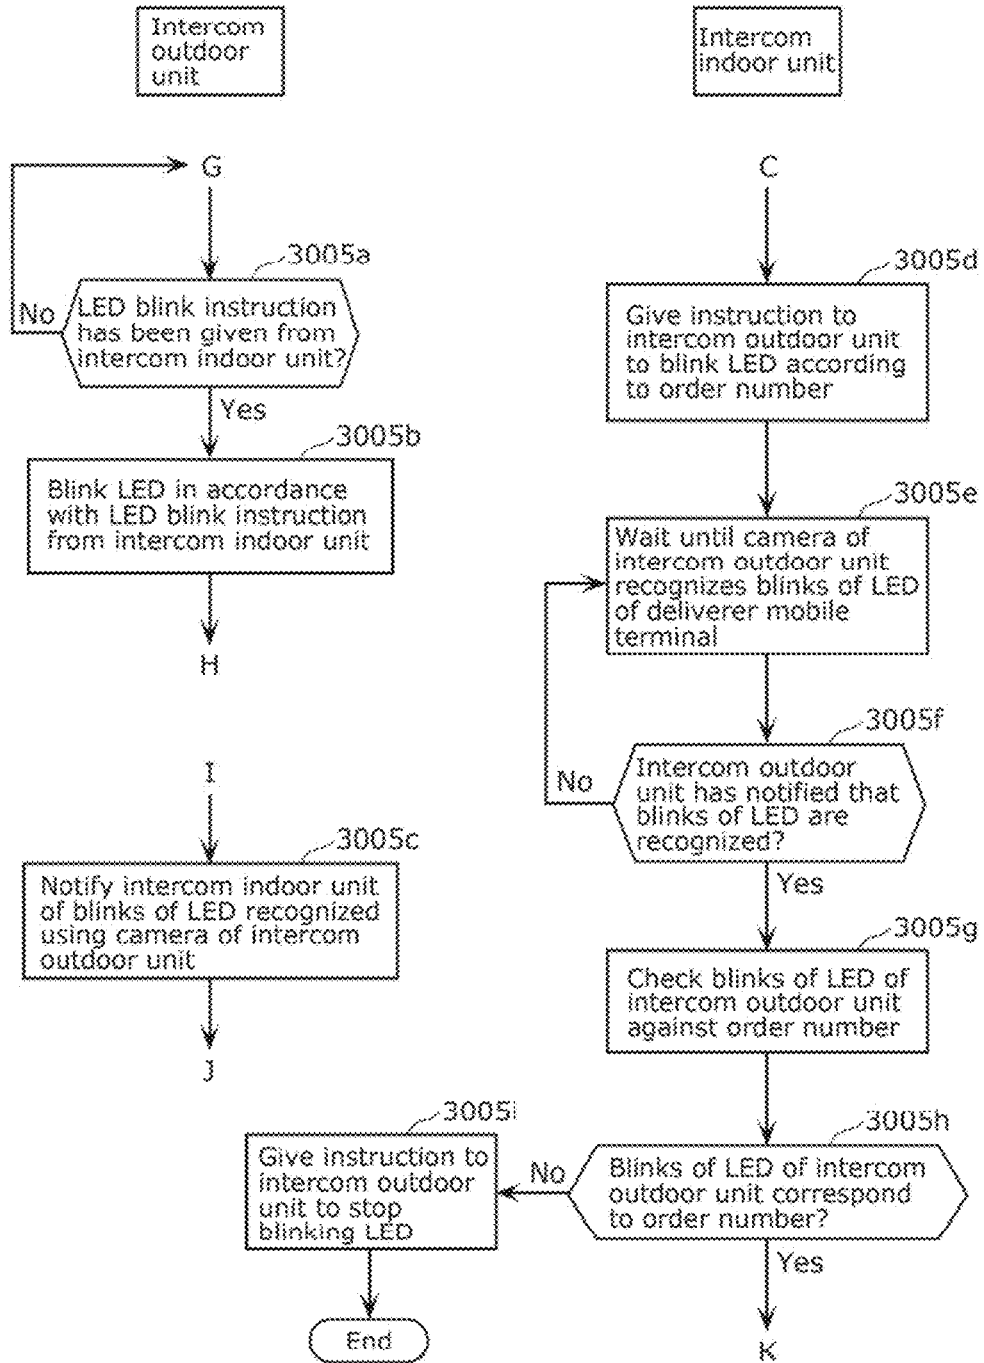 Intercom
outdoor
unit
Intercom
indoor unit
G
C
3005a
LED blink instruction
has been given from
intercom indoor unit?
No
Yes
3005b
Blink LED in accordance
with LED blink instruction
from intercom indoor unit
H
I
3005c
Notify intercom indoor unit
of blinks of LED recognized
using camera of intercom
outdoor unit
J
3005d
Give instruction to
intercom outdoor unit
to blink LED according
to order number
3005e
Wait until camera of
intercom outdoor unit
recognizes blinks of LED
of deliverer mobile
terminal
3005f
Intercom outdoor
unit has notified that
blinks of LED are
recognized?
No
Yes
3005g
Check blinks of LED of
intercom outdoor unit
against order number
3005h
Blinks of LED of intercom
outdoor unit correspond
to order number?
No
Yes
3005i
Give instruction to
intercom outdoor
unit to stop
blinking LED
End
K